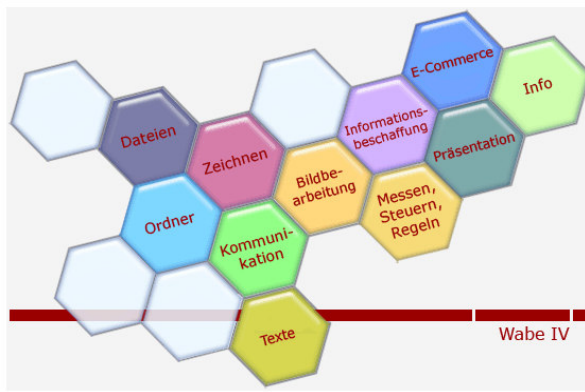 E-Commerce
Info
Dateien
Zeichnen
Informations-
beschaffung
Präsentation
Bildbe-
arbeitung
Messen,
Steuern,
Regeln
Ordner
Kommuni-
kation
Texte
Wabe IV